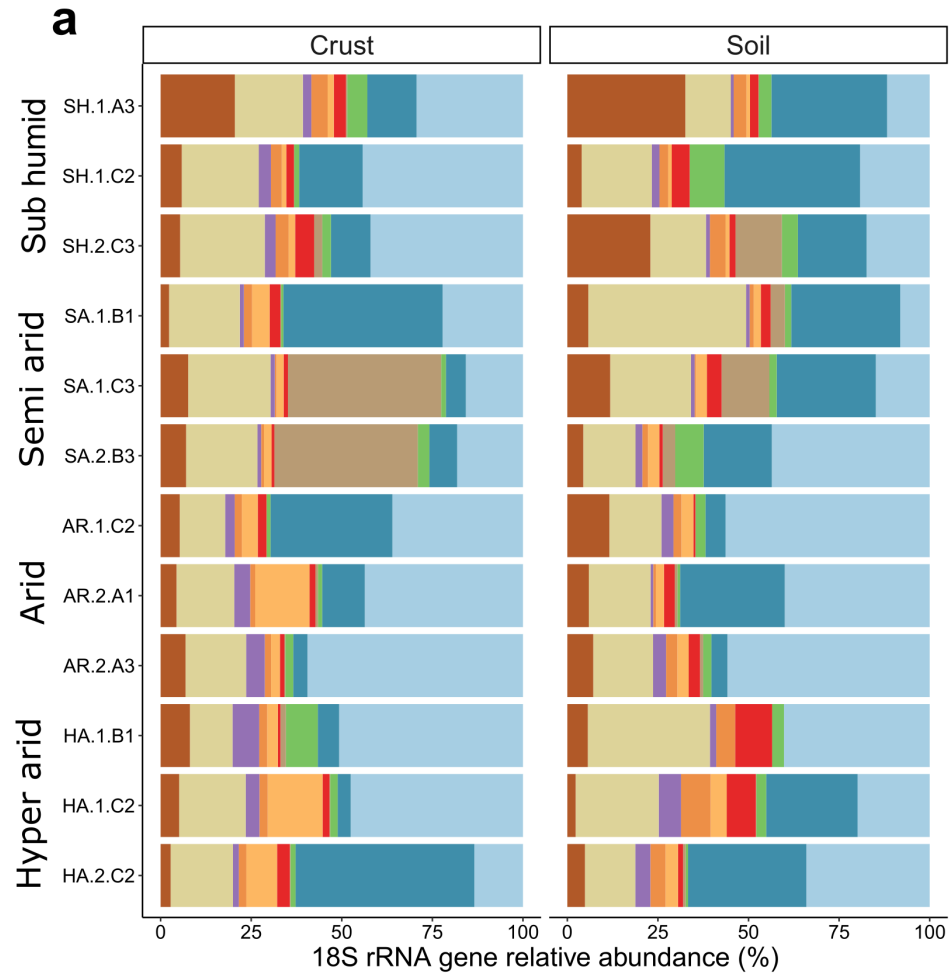 a
Crust
Soil
Sub humid
SH.1.A3
SH.1.C2
SH.2.C3
Semi arid
SA.1.B1
SA.1.C3
SA.2.B3
Arid
AR.1.C2
AR.2.A1
AR.2.A3
Hyper arid
HA.1.B1
HA.1.C2
HA.2.C2
0 25 50 75 100
0 25 50 75 100
18S rRNA gene relative abundance (%)